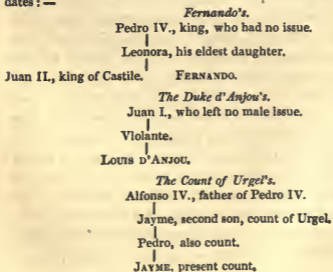 dates : —
Fernando's.
Pedro IV., king, who had no issue.
Leonora, his eldest daughter.
Juan II., king of Castile. FERNANDO.
The Duke d'Anjou's.
Juan I., who left no male issue.
Violante.
LOUIS D'ANJOU.
The Count of Urgel's.
Alfonso IV., father of Pedro IV.
Jayme, second son, count of Urgel.
Pedro, also count.
JAYME, present count.